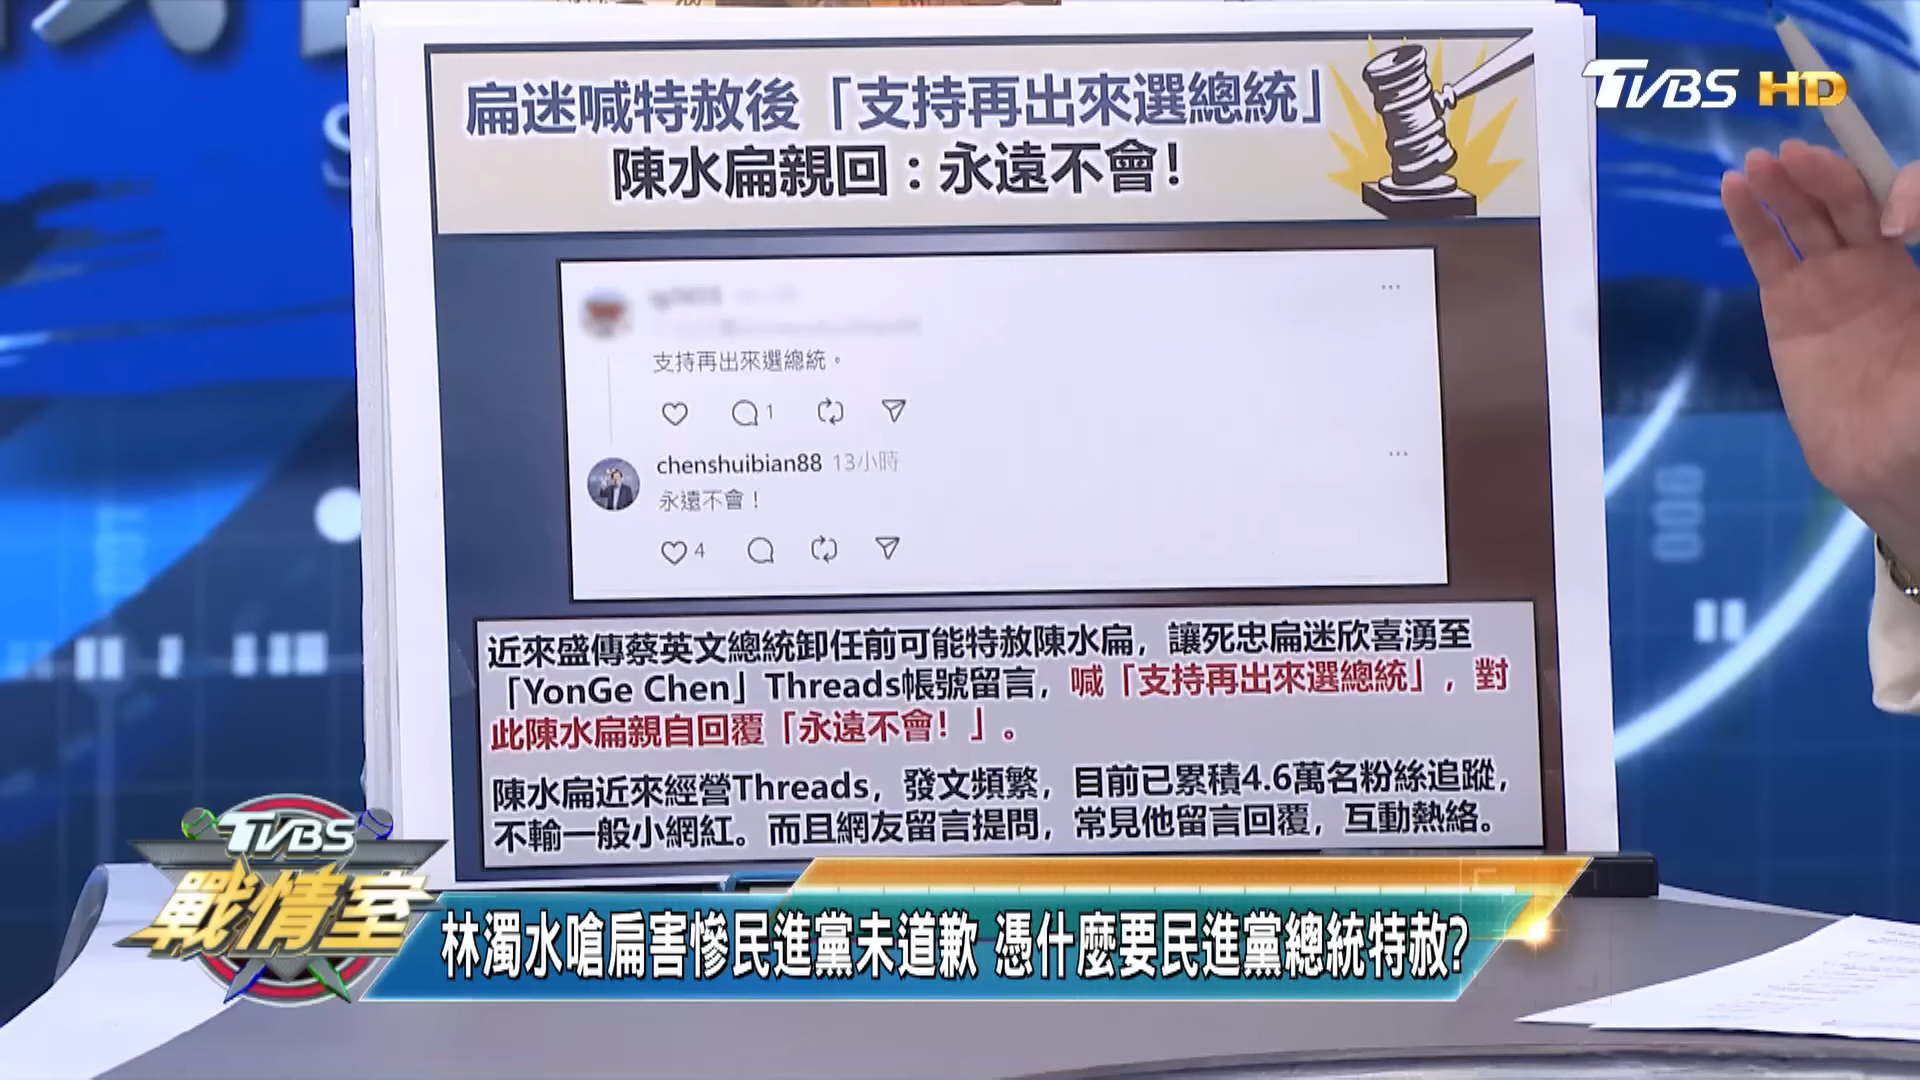 TVBS HD
扁迷喊特赦後「支持再出來選總統」
陳水扁親回：永遠不會！
支持再出來選總統。
1
chenshuibian88 13小時
永遠不會！
4
近來盛傳蔡英文總統卸任前可能特赦陳水扁，讓死忠扁迷欣喜湧至
「YonGe Chen」Threads帳號留言，喊「支持再出來選總統」，對
此陳水扁親自回覆「永遠不會！」。
陳水扁近來經營Threads，發文頻繁，目前已累積4.6萬名粉絲追蹤，
不輸一般小網紅。而且網友留言提問，常見他留言回覆，互動熱絡。
TVBS
戰情室
林濁水嗆扁害慘民進黨未道歉 憑什麼要民進黨總統特赦?